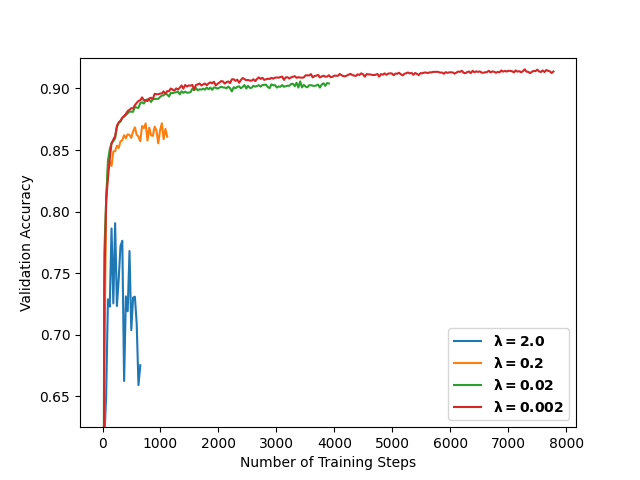 0.90
0.85
0.80
0.75
0.70
0.65
Validation Accuracy
0
1000
2000
3000
4000
5000
6000
7000
8000
Number of Training Steps
λ = 2.0
λ = 0.2
λ = 0.02
λ = 0.002